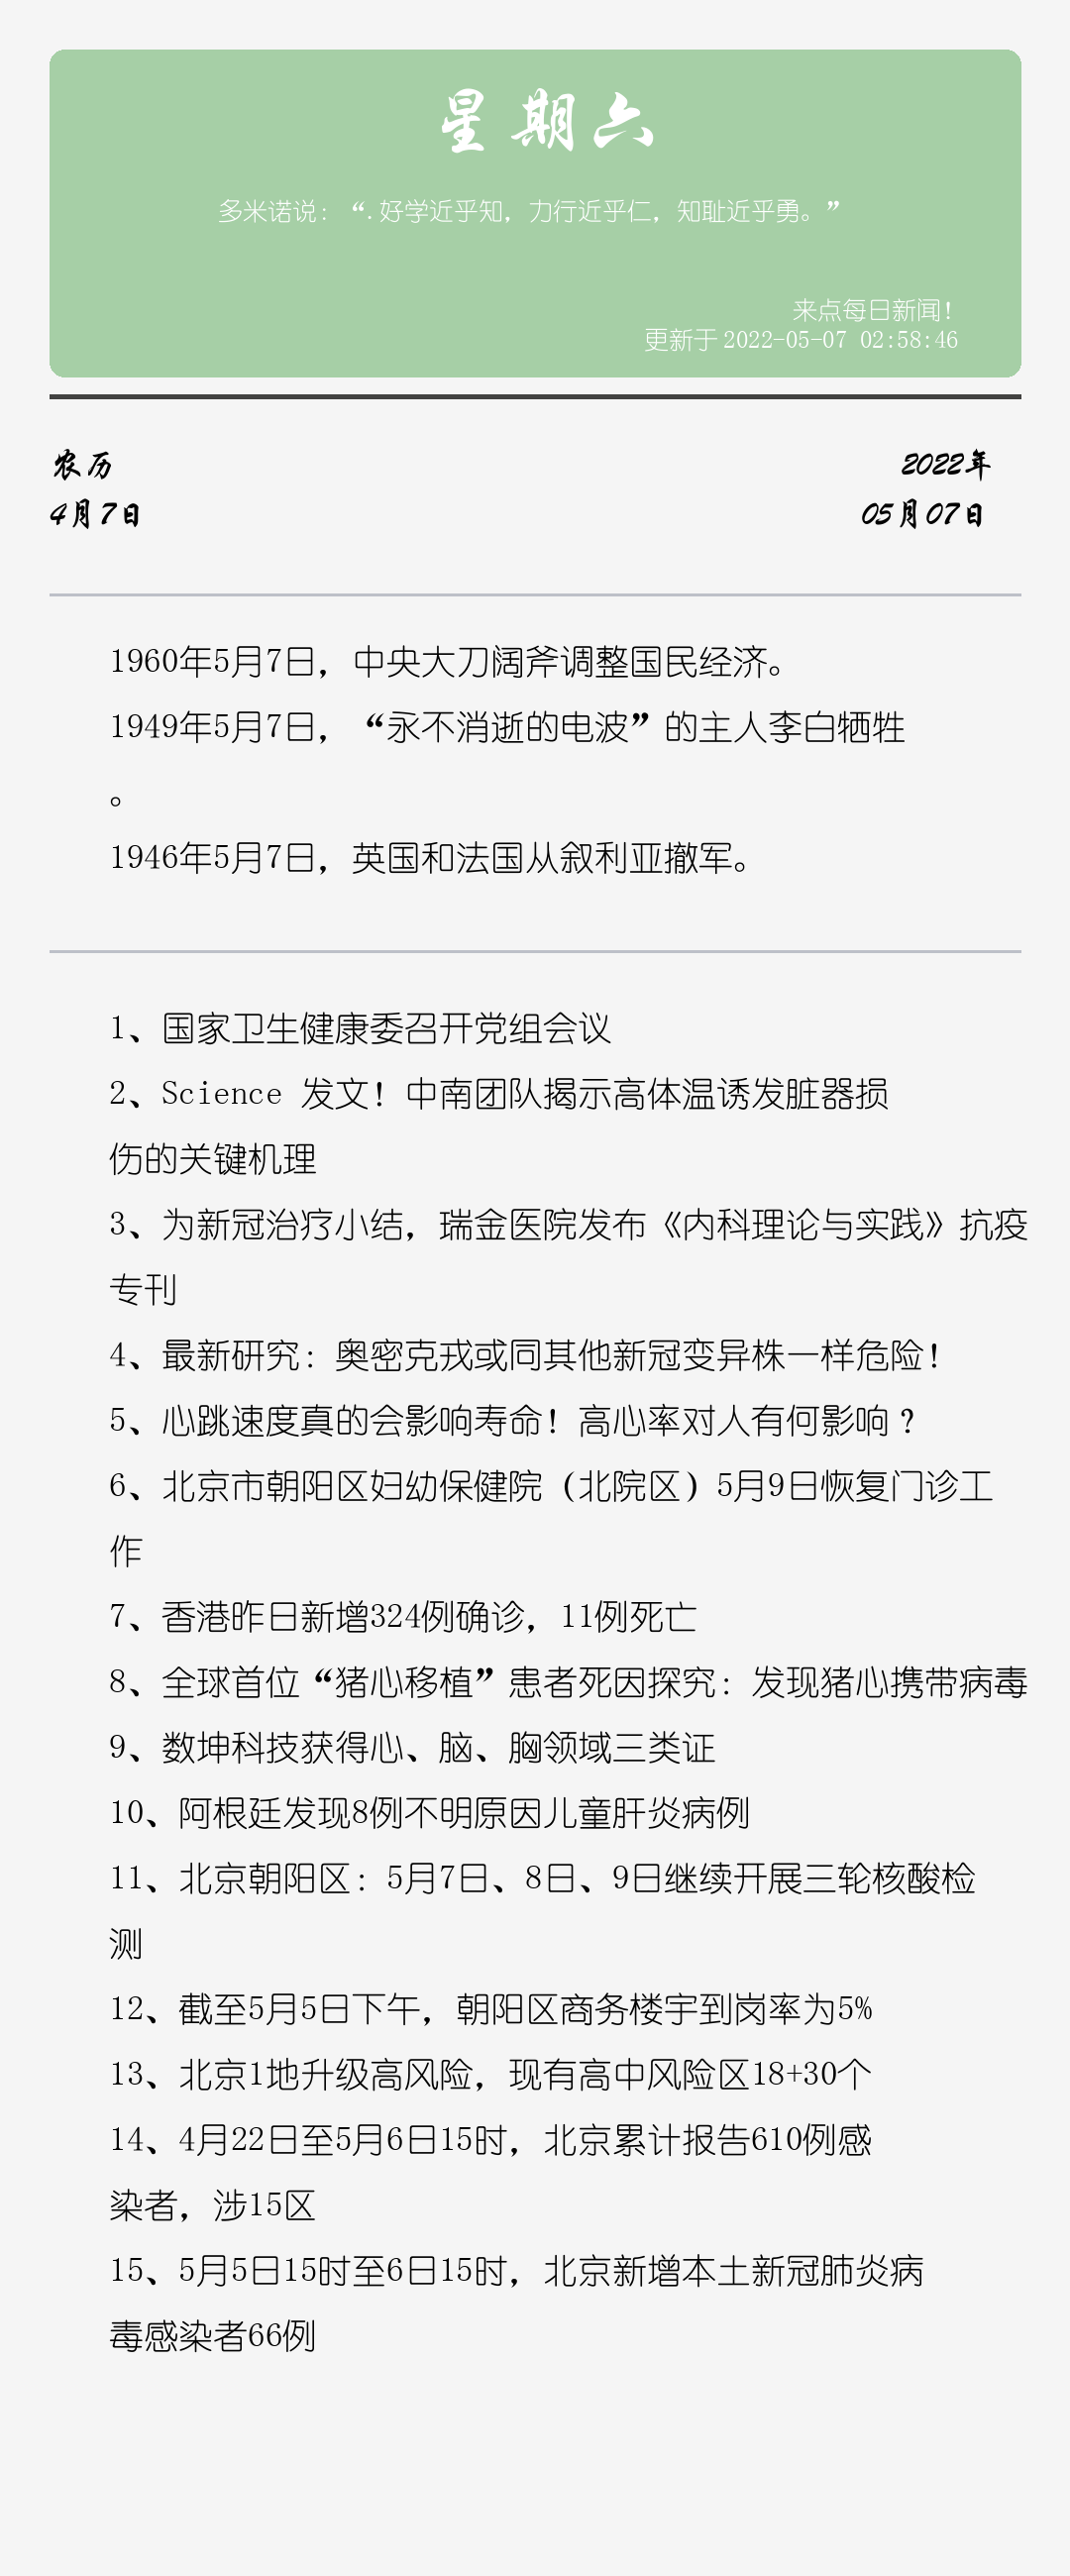 星期六
多米诺说：“.好学近乎知，力行近乎仁，知耻近乎勇。”
来点每日新闻！
更新于 2022-05-07 02:58:46
农历
2022年
4月7日
05月07日
1960年5月7日，中央大刀阔斧调整国民经济。
1949年5月7日，“永不消逝的电波”的主人李白牺牲
。
1946年5月7日，英国和法国从叙利亚撤军。
1、国家卫生健康委召开党组会议
2、Science 发文！中南团队揭示高体温诱发脏器损
伤的关键机理
3、为新冠治疗小结，瑞金医院发布《内科理论与实践》抗疫
专刊
4、最新研究：奥密克戎或同其他新冠变异株一样危险！
5、心跳速度真的会影响寿命！高心率对人有何影响？
6、北京市朝阳区妇幼保健院（北院区）5月9日恢复门诊工
作
7、香港昨日新增324例确诊，11例死亡
8、全球首位“猪心移植”患者死因探究：发现猪心携带病毒
9、数坤科技获得心、脑、胸领域三类证
10、阿根廷发现8例不明原因儿童肝炎病例
11、北京朝阳区：5月7日、8日、9日继续开展三轮核酸检
测
12、截至5月5日下午，朝阳区商务楼宇到岗率为5%
13、北京1地升级高风险，现有高中风险区18+30个
14、4月22日至5月6日15时，北京累计报告610例感
染者，涉15区
15、5月5日15时至6日15时，北京新增本土新冠肺炎病
毒感染者66例